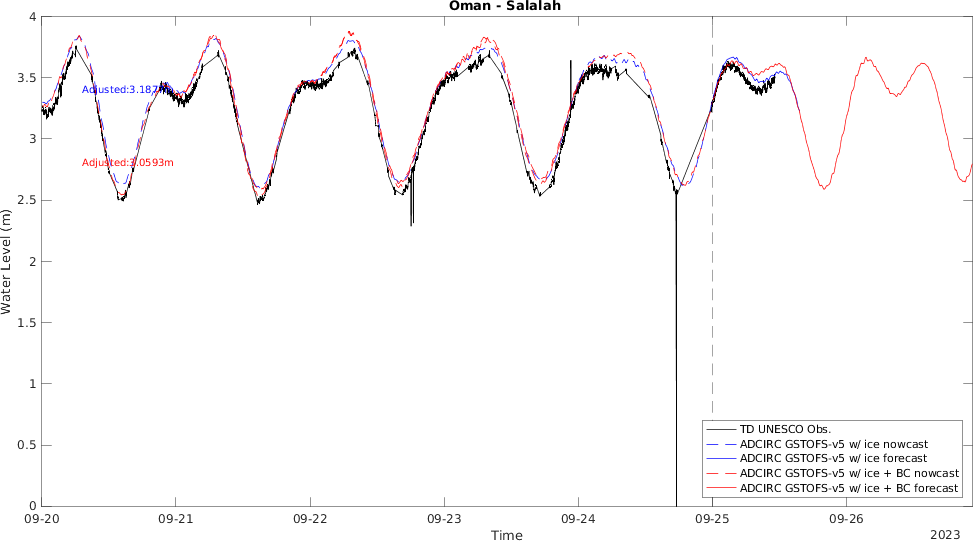 Oman - Salalah
4
3.5
3
2.5
2
1.5
1
0.5
0
Water Level (m)
Adjusted:3.187
Adjusted:3.0593m
TD UNESCO Obs.
ADCIRC GSTOFS-v5 w/ ice nowcast
ADCIRC GSTOFS-v5 w/ ice forecast
ADCIRC GSTOFS-v5 w/ ice + BC nowcast
ADCIRC GSTOFS-v5 w/ ice + BC forecast
09-20 09-21 09-22 09-23 09-24 09-25 09-26
Time
2023